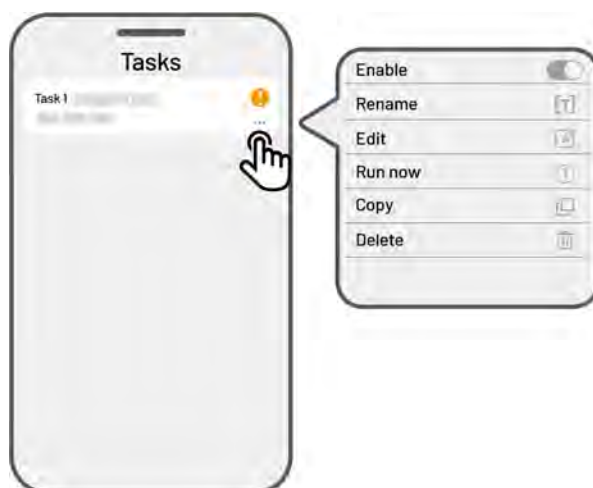 Tasks
Task 1
...
Enable
Rename
Edit
Run now
Copy
Delete